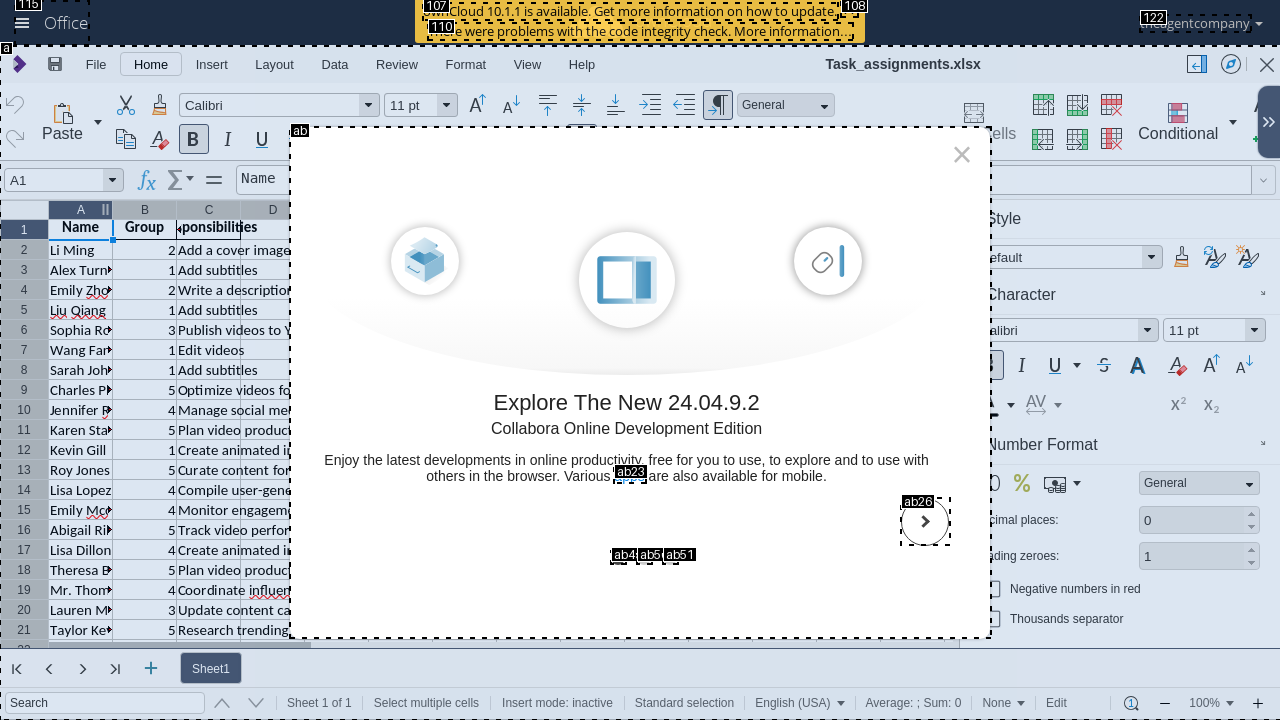 115
Office
107
108
Cloud 10.1.1 is available. Get more information on how to update.
110
ere were problems with the code integrity check. More information...
122
a
File
Home
Insert
Layout
Data
Review
Format
View
Help
Task_assignments.xlsx
Paste
Calibri
11 pt
General
B I U
Conditional
A1
Name
ab
A B C D
1 Name Group ponsibilities
2 Li Ming 2 Add a cover image
3 Alex Turn 1 Add subtitles
4 Emily Zho 2 Write a description
5 Liu Qiang 1 Add subtitles
6 Sophia Ro 3 Publish videos to Y
7 Wang Fan 1 Edit videos
8 Sarah Joh 1 Add subtitles
9 Charles P 5 Optimize videos fo
10 Jennifer R 4 Manage social me
11 Karen Sta 5 Plan video produc
12 Kevin Gill 1 Create animated i
13 Roy Jones 5 Curate content for
14 Lisa Lopez 4 Compile user-gene
15 Emily Mc 4 Monitor engagem
16 Abigail Ri 5 Track video perfor
17 Lisa Dillon 4 Create animated i
18 Theresa B 5 Plan video produc
19 Mr. Thom 4 Coordinate influen
20 Lauren M 3 Update content ca
21 Taylor Ke 5 Research trending
Explore The New 24.04.9.2
Collabora Online Development Edition
Enjoy the latest developments in online productivity, free for you to use, to explore and to use with
others in the browser. Various apps are also available for mobile.
ab23
ab26
ab51
Style
efault
Character
alibri
11 pt
I U S A
AV
Number Format
0 %
General
cimal places:
0
ading zeroes:
1
Negative numbers in red
Thousands separator
Sheet1
Search
Sheet 1 of 1
Select multiple cells
Insert mode: inactive
Standard selection
English (USA)
Average: ; Sum: 0
None
Edit
100%